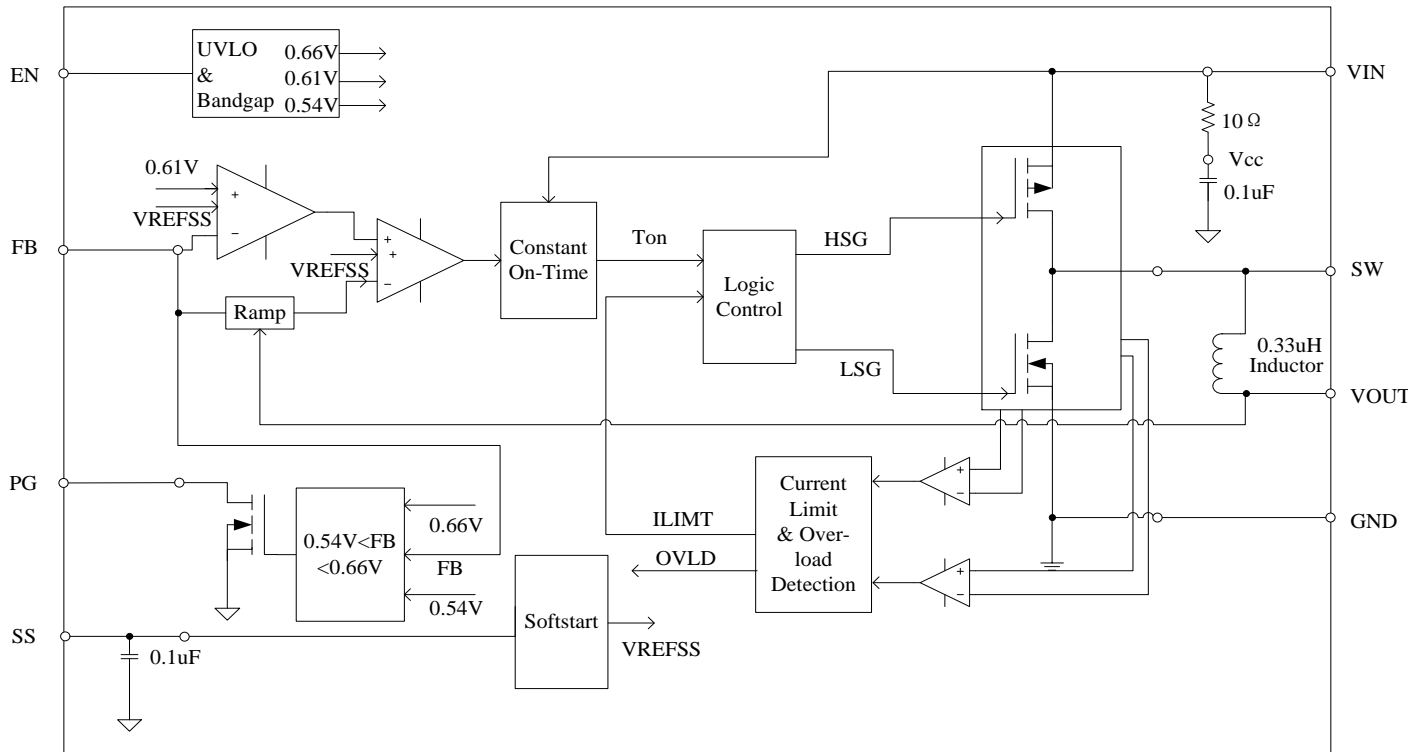 UVLO 0.66V
EN & 0.61V VIN
Bandgap 0.54V
10Ω
Vcc
0.1uF
0.61V
+
VREFSS
FB −
+
+
VREFSS
−
Constant
On-Time
Ton
HSG
Logic
Control
LSG
SW
Ramp
0.33uH
Inductor
VOUT
PG
0.54V<FB
<0.66V
0.66V
FB
0.54V
ILIMT
OVLD
Current
Limit
& Over-
load
Detection
+
−
+
−
GND
SS
0.1uF
Softstart
VREFSS